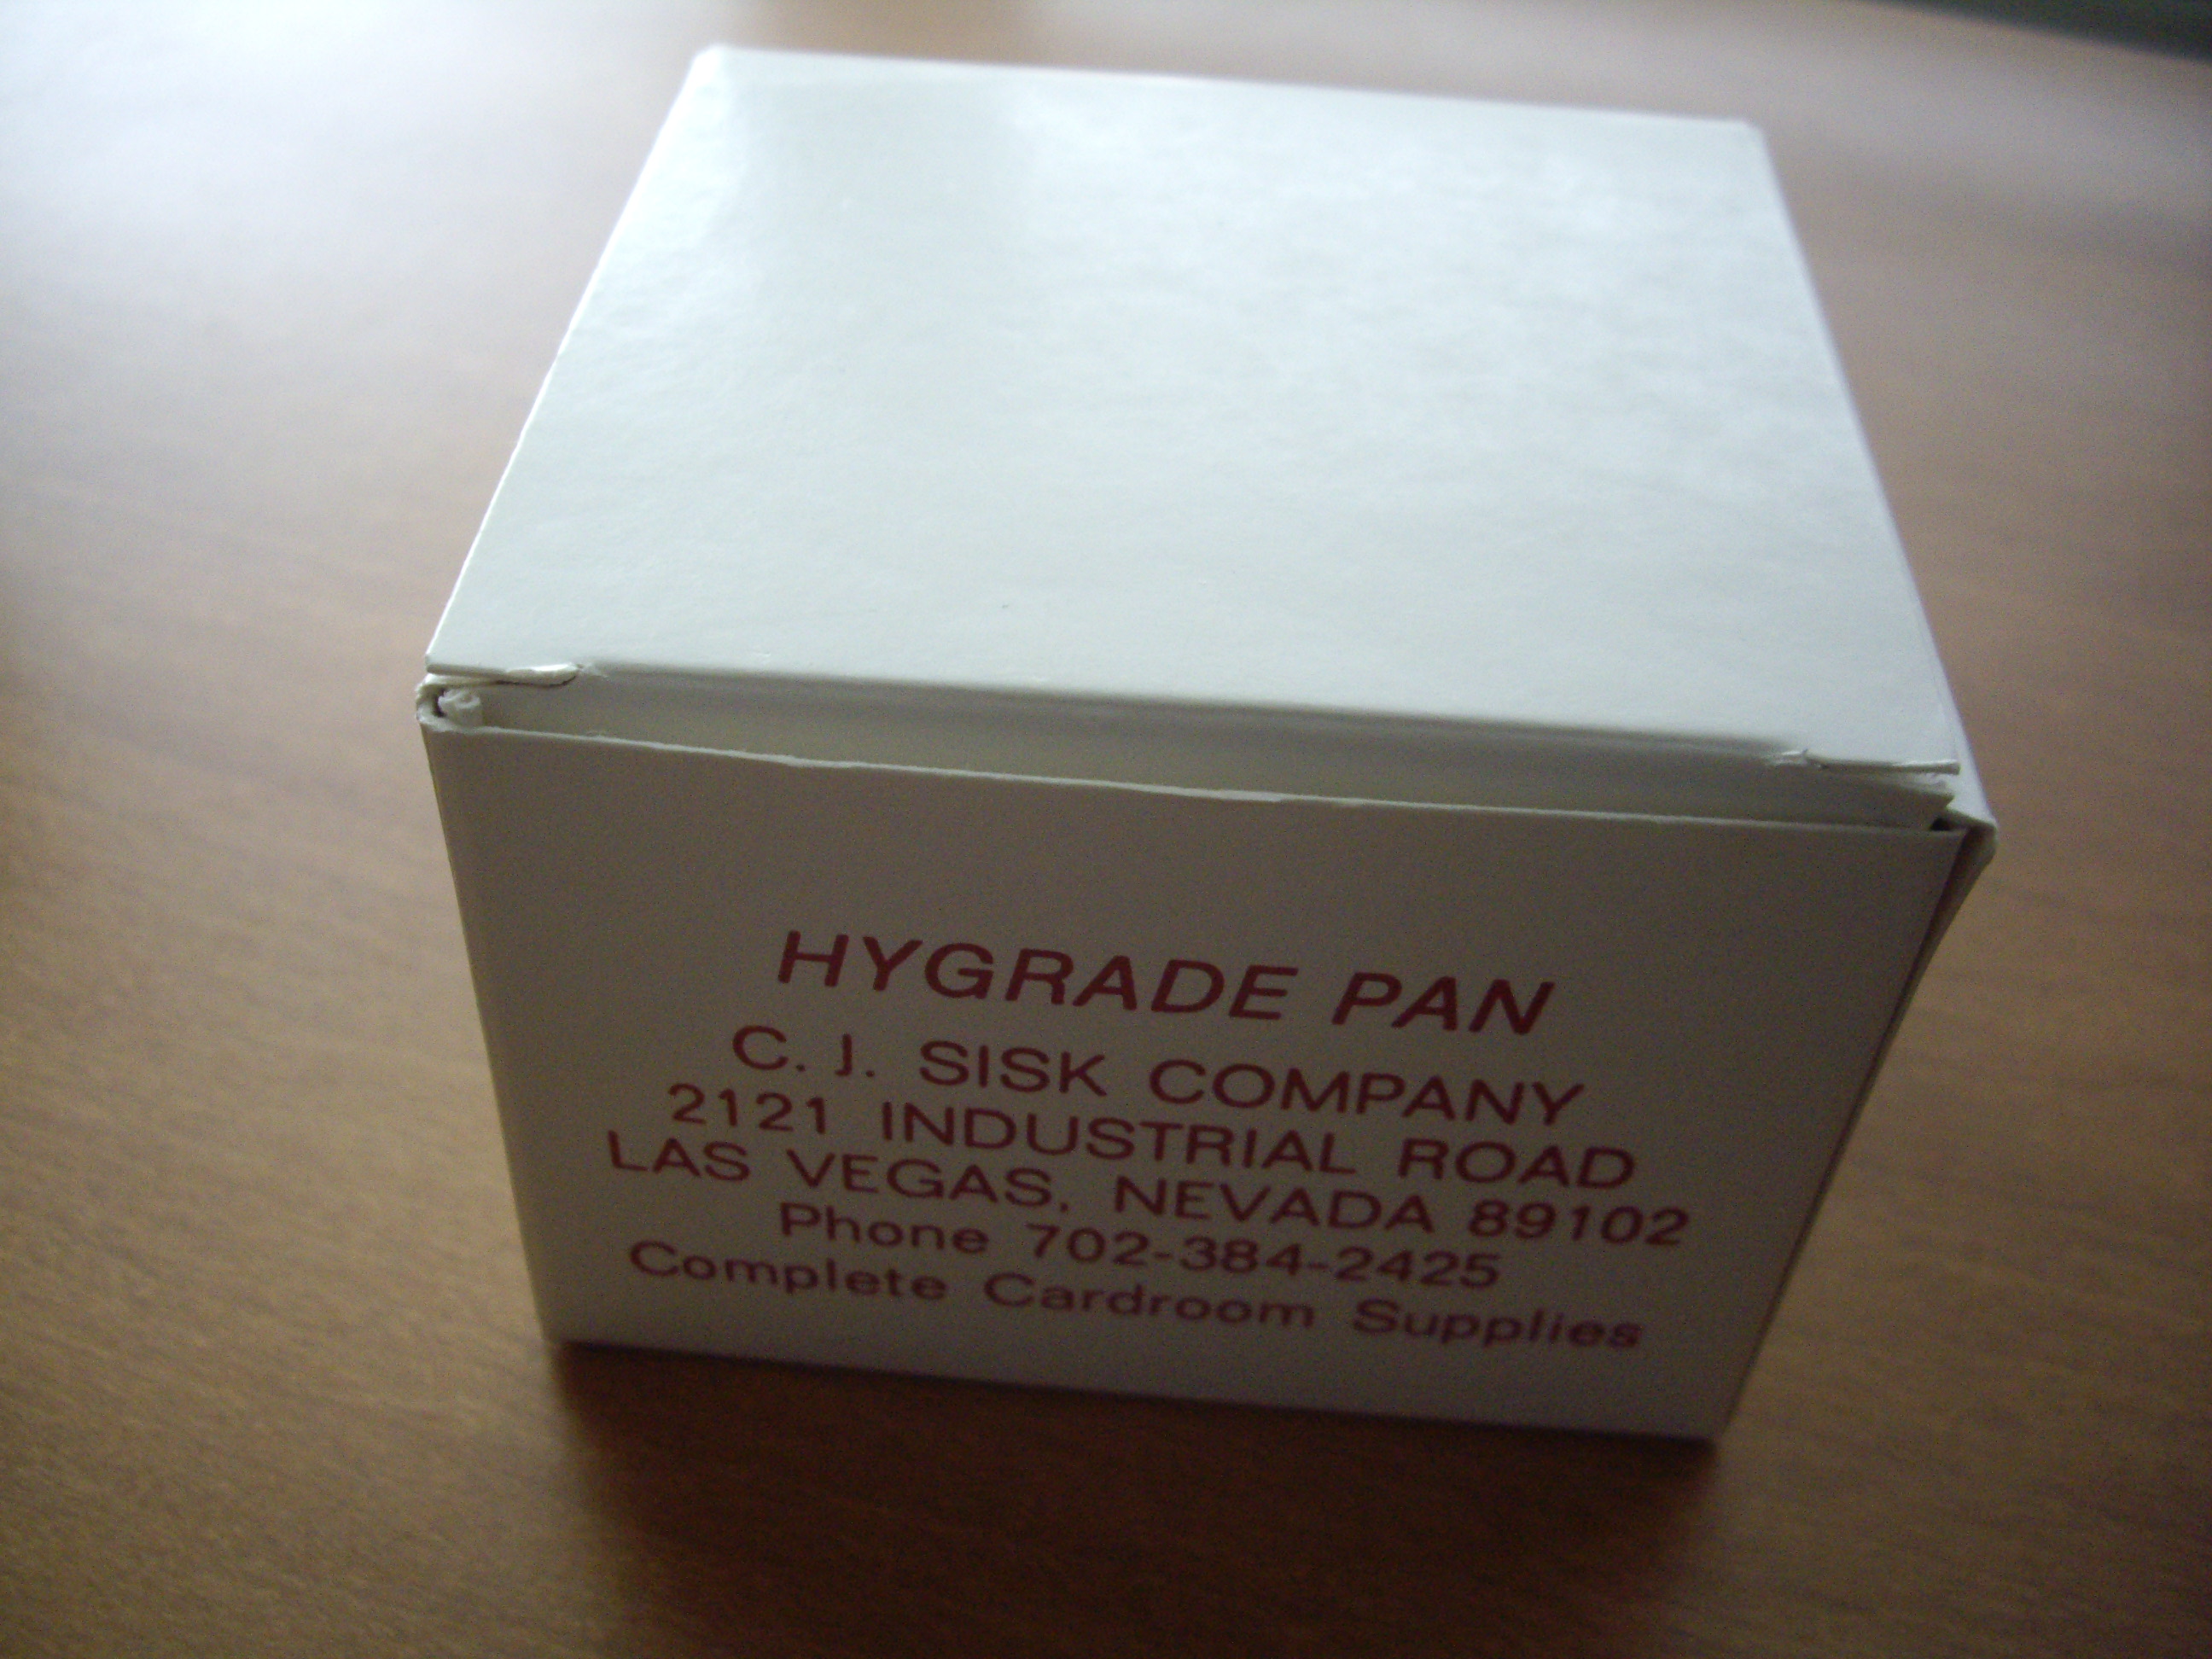 HYGRADE PAN
C. J. SISK COMPANY
2121 INDUSTRIAL ROAD
LAS VEGAS, NEVADA 89102
Phone 702-384-2425
Complete Cardroom Supplies